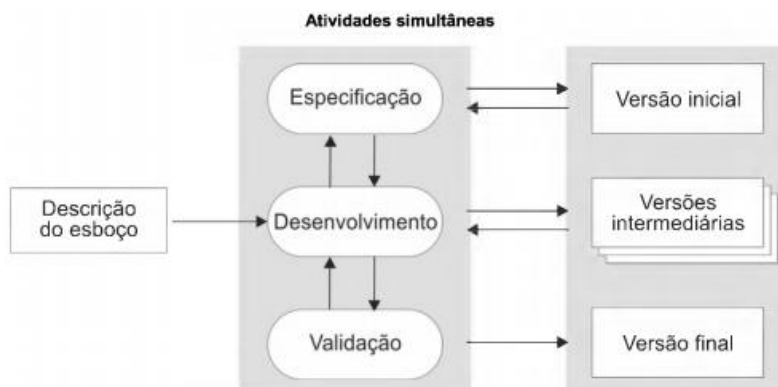 Atividades simultâneas
Especificação
Versão inicial
Descrição
do esboço
Desenvolvimento
Versões
intermediárias
Validação
Versão final